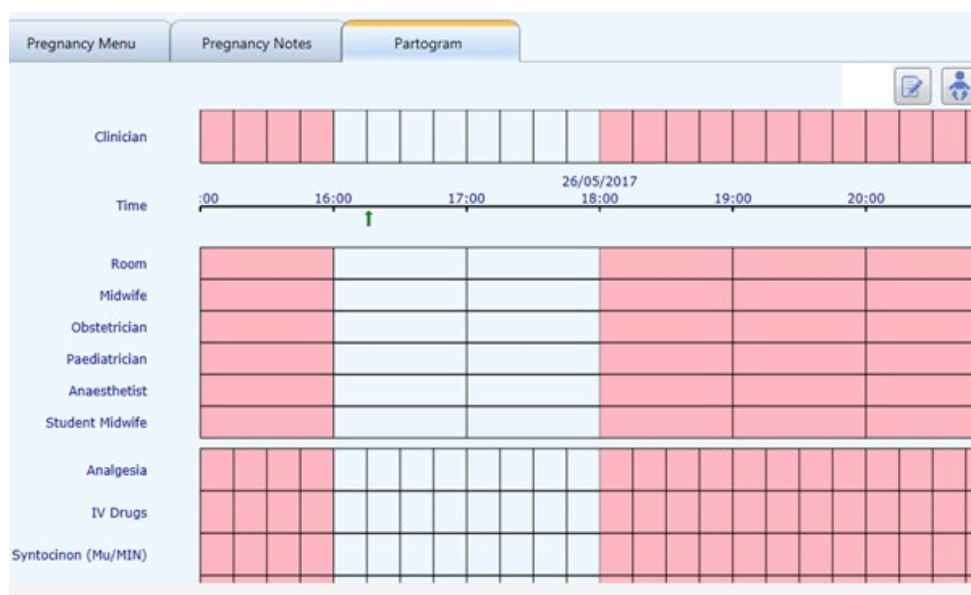 Pregnancy Menu Pregnancy Notes Partogram
Clinician
26/05/2017
Time :00 16:00 17:00 18:00 19:00 20:00
Room
Midwife
Obstetrician
Paediatrician
Anaesthetist
Student Midwife
Analgesia
IV Drugs
Syntocinon (Mu/MIN)